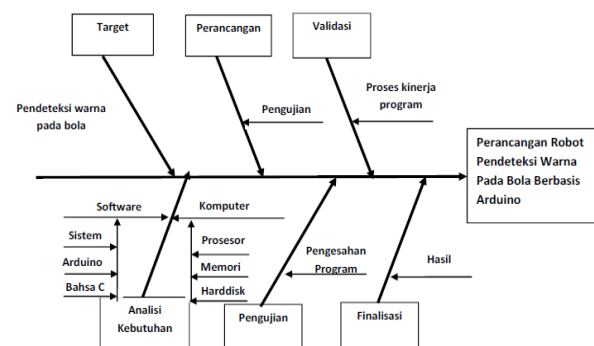 Target
Perancangan
Validasi
Pendeteksi warna
pada bola
Pengujian
Proses kinerja
program
Perancangan Robot
Pendeteksi Warna
Pada Bola Berbasis
Arduino
Software
Komputer
Sistem
Arduino
Bahsa C
Prosesor
Memori
Harddisk
Pengesahan
Program
Hasil
Analisi
Kebutuhan
Pengujian
Finalisasi